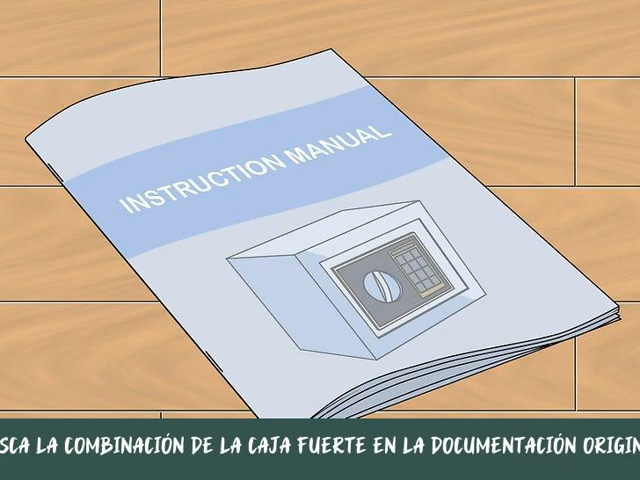 INSTRUCTION MANUAL
SCA LA COMBINACIÓN DE LA CAJA FUERTE EN LA DOCUMENTACIÓN ORIGIN